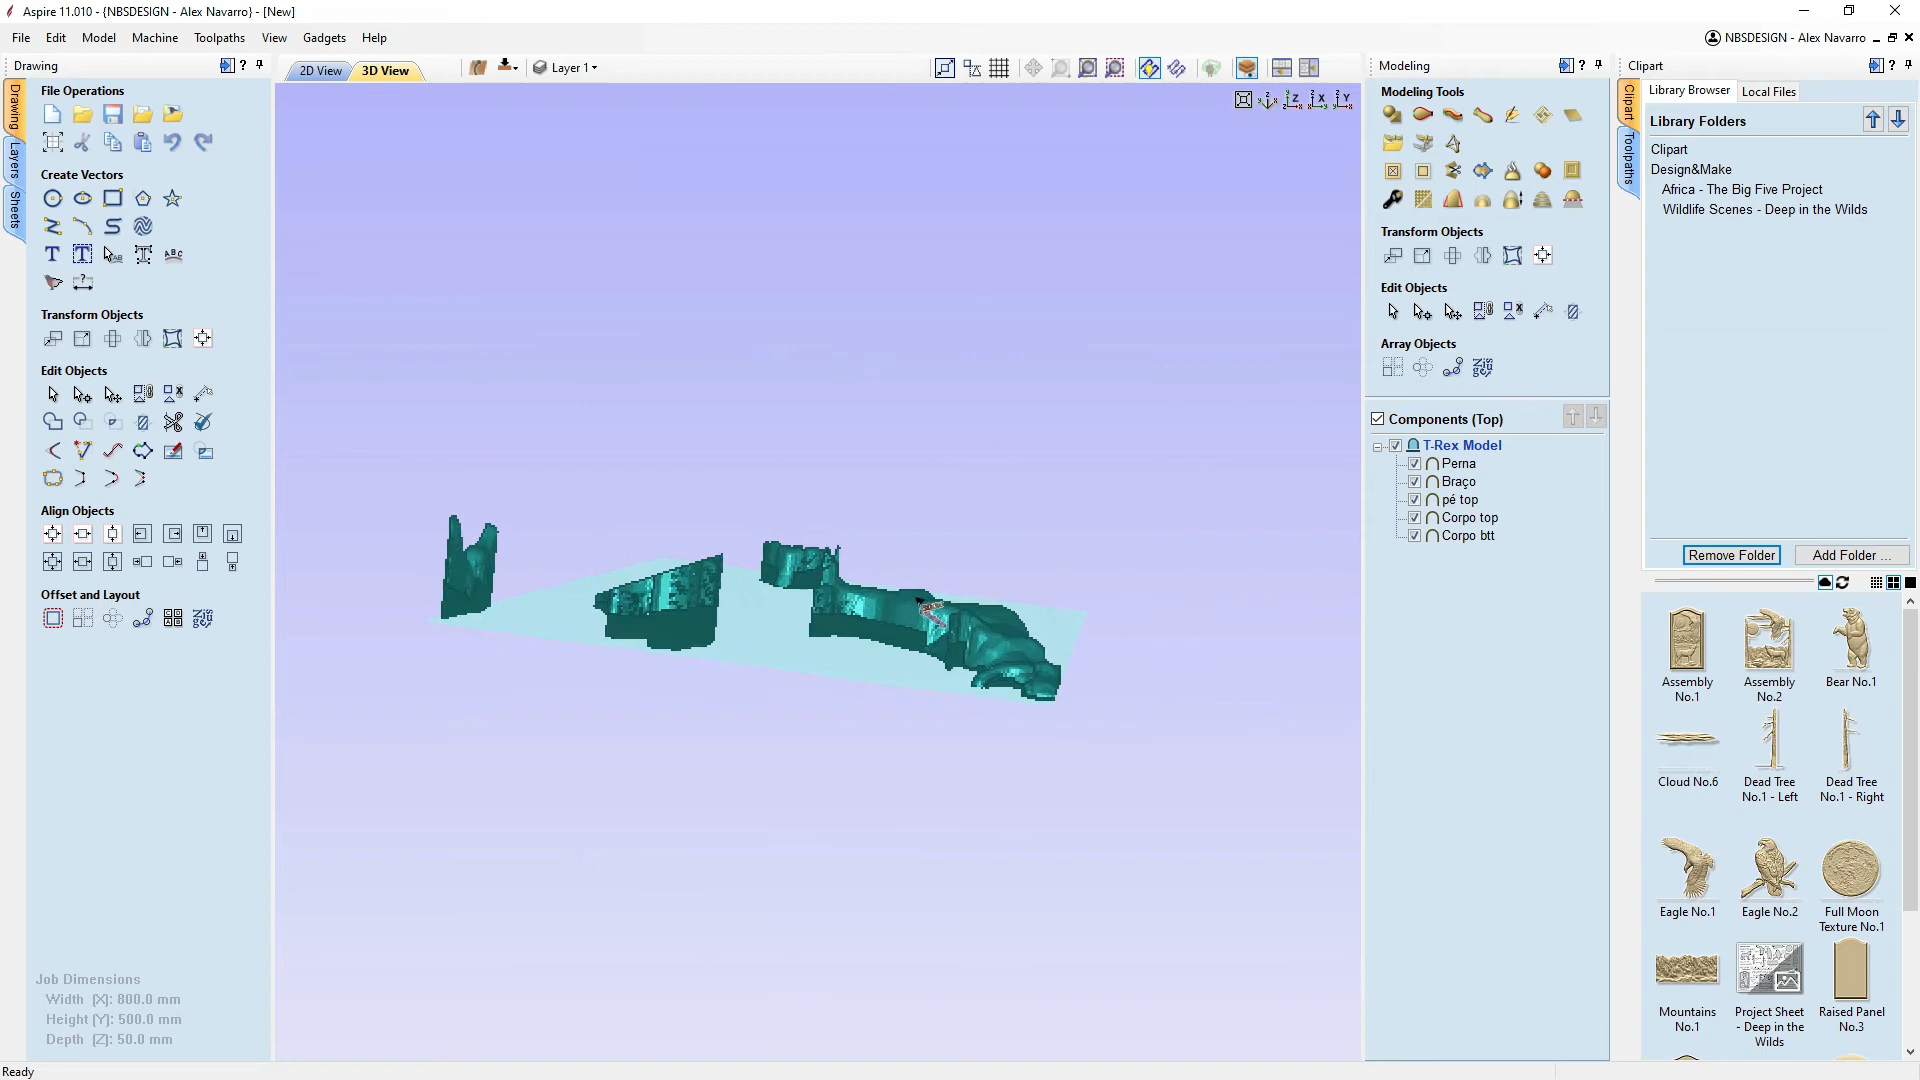 Aspire 11.010 - {NBSDESIGN - Alex Navarro} - [New]
File Edit Model Machine Toolpaths View Gadgets Help
NBSDESIGN - Alex Navarro
Drawing
2D View
3D View
Layer 1
Modeling
Clipart
Drawing
Layers
Sheets
File Operations
Create Vectors
Transform Objects
Edit Objects
Align Objects
Offset and Layout
Job Dimensions
Width (X): 800.0 mm
Height (Y): 500.0 mm
Depth (Z): 50.0 mm
Ready
Modeling Tools
Transform Objects
Edit Objects
Array Objects
Components (Top)
T-Rex Model
Perna
Braço
pé top
Corpo top
Corpo btt
Clipart
Toolpaths
Library Browser
Local Files
Library Folders
Clipart
Design&Make
Africa - The Big Five Project
Wildlife Scenes - Deep in the Wilds
Remove Folder
Add Folder ...
Assembly No.1
Assembly No.2
Bear No.1
Cloud No.6
Dead Tree No.1 - Left
Dead Tree No.1 - Right
Eagle No.1
Eagle No.2
Full Moon Texture No.1
Mountains No.1
Project Sheet - Deep in the Wilds
Raised Panel No.3